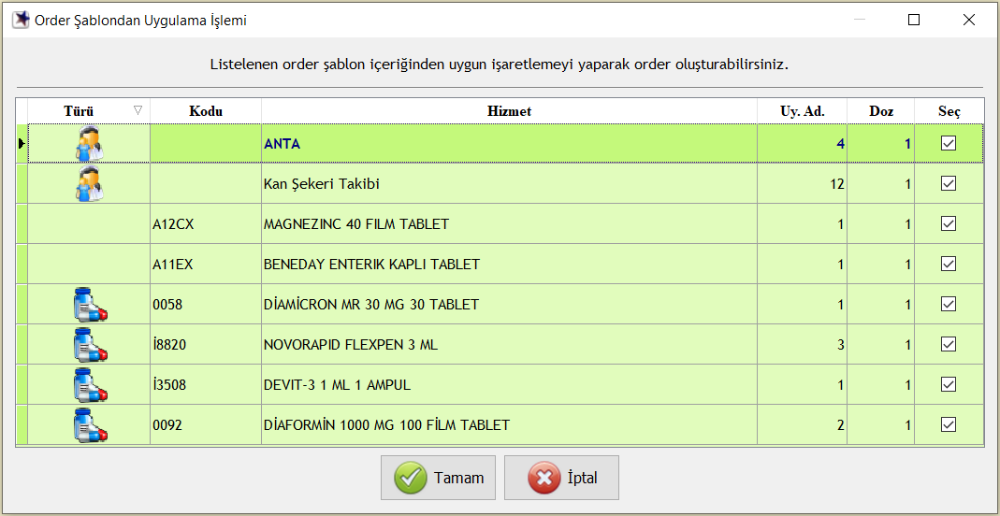 Order Şablondan Uygulama İşlemi
Listelenen order şablon içeriğinden uygun işaretlemeyi yaparak order oluşturabilirsiniz.
Türü Kodu Hizmet Uy. Ad. Doz Seç
ANTA 4 1
Kan Şekeri Takibi 12 1
A12CX MAGNEZINC 40 FILM TABLET 1 1
A11EX BENEDAY ENTERIK KAPLI TABLET 1 1
0058 DİAMİCRON MR 30 MG 30 TABLET 1 1
İ8820 NOVORAPID FLEXPEN 3 ML 3 1
İ3508 DEVIT-3 1 ML 1 AMPUL 1 1
0092 DİAFORMİN 1000 MG 100 FİLM TABLET 2 1
Tamam İptal